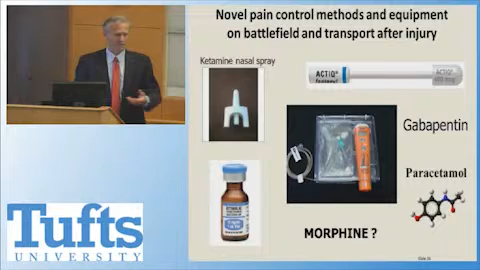 Novel pain control methods and equipment
on battlefield and transport after injury
Ketamine nasal spray
ACTIQ
ACTIQ
Gabapentin
Paracetamol
MORPHINE ?
Tufts
UNIVERSITY